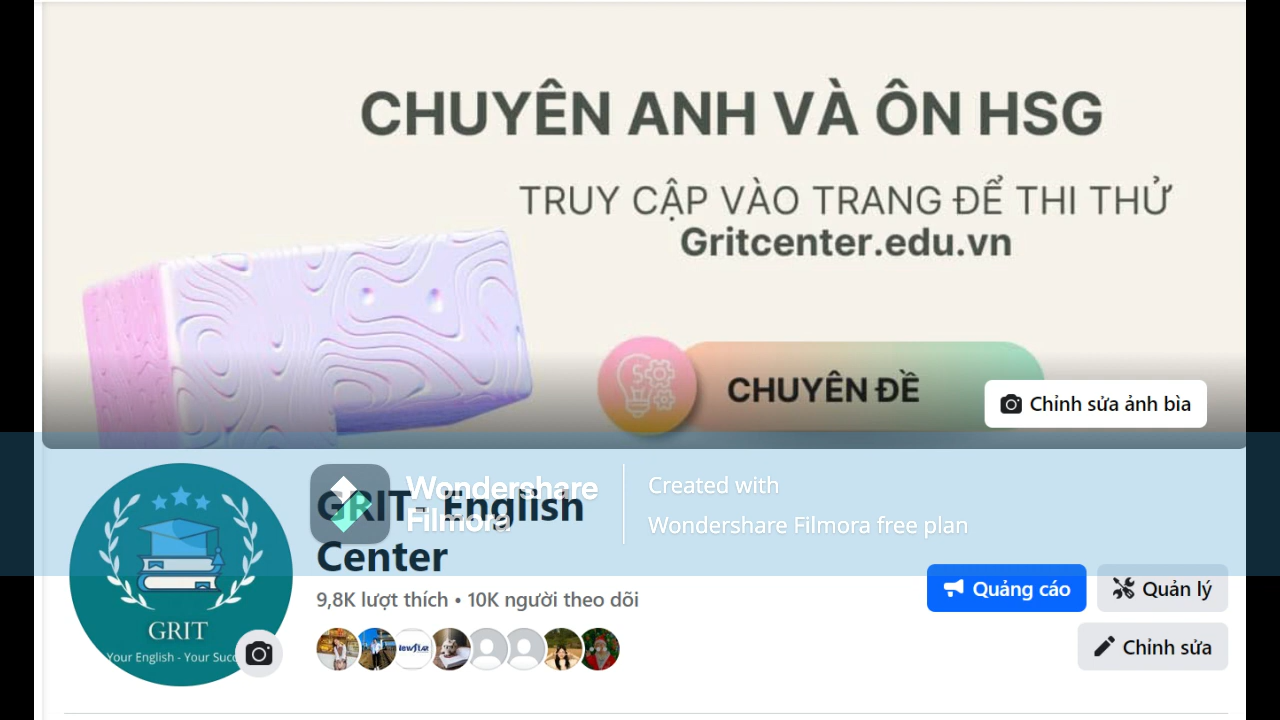 CHUYÊN ANH VÀ ÔN HSG
TRUY CẬP VÀO TRANG ĐỂ THI THỬ
Gritcenter.edu.vn
CHUYÊN ĐỀ
Chỉnh sửa ảnh bìa
Wondershare
Filmora
Created with
Wondershare Filmora free plan
GRIT- English
Center
9,8K lượt thích • 10K người theo dõi
Quảng cáo
Quản lý
Chỉnh sửa
GRIT
Your English - Your Succ